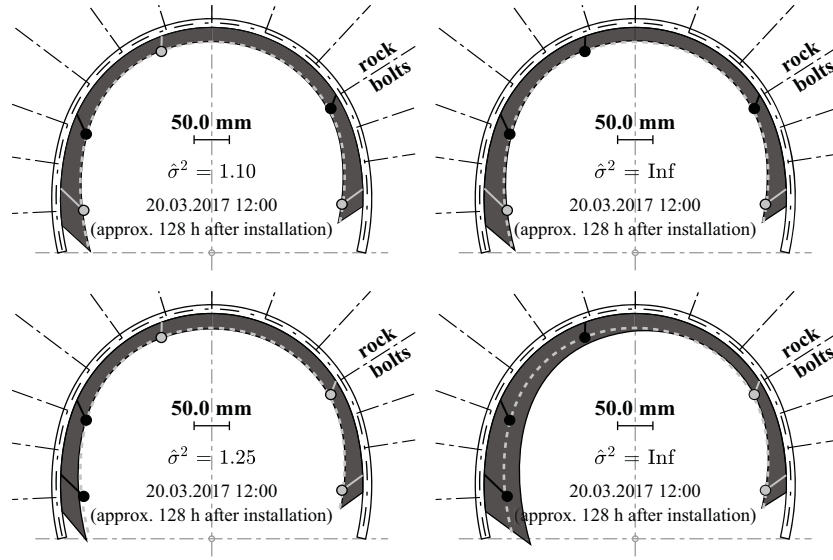 rock
bolts
50.0 mm
σ̂² = 1.10
20.03.2017 12:00
(approx. 128 h after installation)
rock
bolts
50.0 mm
σ̂² = Inf
20.03.2017 12:00
(approx. 128 h after installation)
rock
bolts
50.0 mm
σ̂² = 1.25
20.03.2017 12:00
(approx. 128 h after installation)
rock
bolts
50.0 mm
σ̂² = Inf
20.03.2017 12:00
(approx. 128 h after installation)